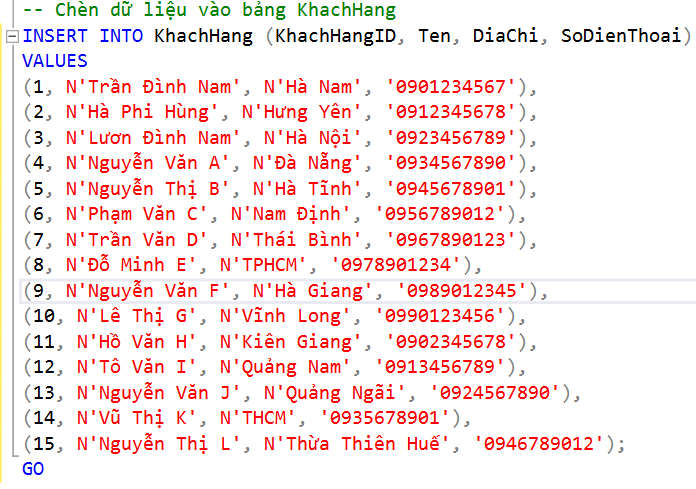 -- Chèn dữ liệu vào bảng KhachHang
INSERT INTO KhachHang (KhachHangID, Ten, DiaChi, SoDienThoai)
VALUES
(1, N'Trần Đình Nam', N'Hà Nam', '0901234567'),
(2, N'Hà Phi Hùng', N'Hưng Yên', '0912345678'),
(3, N'Lươn Đình Nam', N'Hà Nội', '0923456789'),
(4, N'Nguyễn Văn A', N'Đà Nẵng', '0934567890'),
(5, N'Nguyễn Thị B', N'Hà Tĩnh', '0945678901'),
(6, N'Phạm Văn C', N'Nam Định', '0956789012'),
(7, N'Trần Văn D', N'Thái Bình', '0967890123'),
(8, N'Đỗ Minh E', N'TPHCM', '0978901234'),
(9, N'Nguyễn Văn F', N'Hà Giang', '0989012345'),
(10, N'Lê Thị G', N'Vĩnh Long', '0990123456'),
(11, N'Hồ Văn H', N'Kiên Giang', '0902345678'),
(12, N'Tô Văn I', N'Quảng Nam', '0913456789'),
(13, N'Nguyễn Văn J', N'Quảng Ngãi', '0924567890'),
(14, N'Vũ Thị K', N'THCM', '0935678901'),
(15, N'Nguyễn Thị L', N'Thừa Thiên Huế', '0946789012');
GO